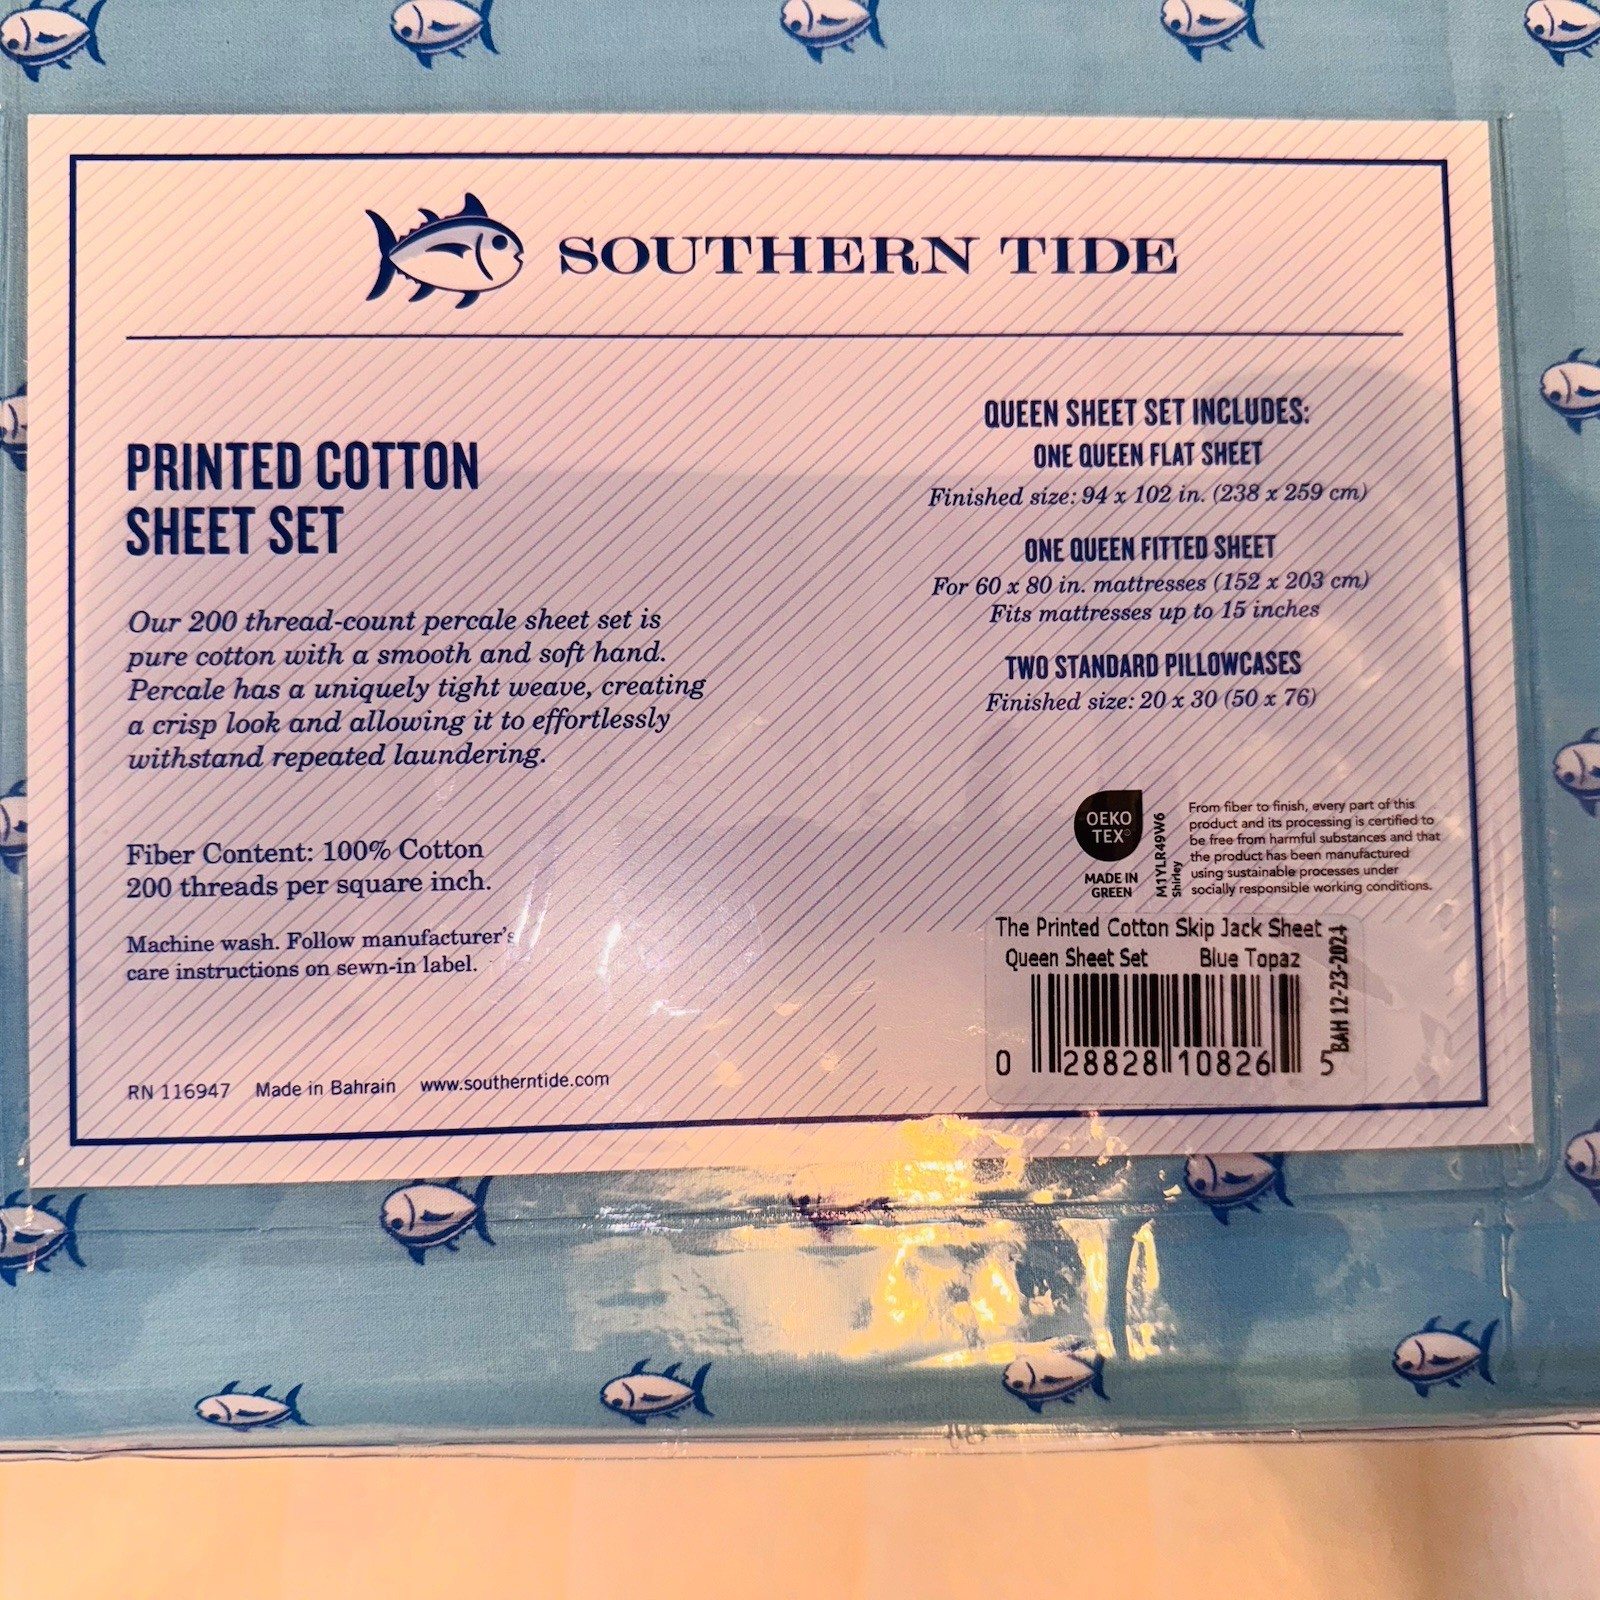 SOUTHERN TIDE
PRINTED COTTON
SHEET SET
Our 200 thread-count percale sheet set is
pure cotton with a smooth and soft hand.
Percale has a uniquely tight weave, creating
a crisp look and allowing it to effortlessly
withstand repeated laundering.
Fiber Content: 100% Cotton
200 threads per square inch.
Machine wash. Follow manufacturer's
care instructions on sewn-in label.
RN 116947 Made in Bahrain www.southerntide.com
QUEEN SHEET SET INCLUDES:
ONE QUEEN FLAT SHEET
Finished size: 94 x 102 in. (238 x 259 cm)
ONE QUEEN FITTED SHEET
For 60 x 80 in. mattresses (152 x 203 cm)
Fits mattresses up to 15 inches
TWO STANDARD PILLOWCASES
Finished size: 20 x 30 (50 x 76)
OEKO
TEX®
MADE IN
GREEN
M1YLR49W6
Shirley
From fiber to finish, every part of this
product and its processing is certified to
be free from harmful substances and that
the product has been manufactured
using sustainable processes under
socially responsible working conditions.
The Printed Cotton Skip Jack Sheet
Queen Sheet Set Blue Topaz
BAH 12-23-2024
0 28828 10826 5